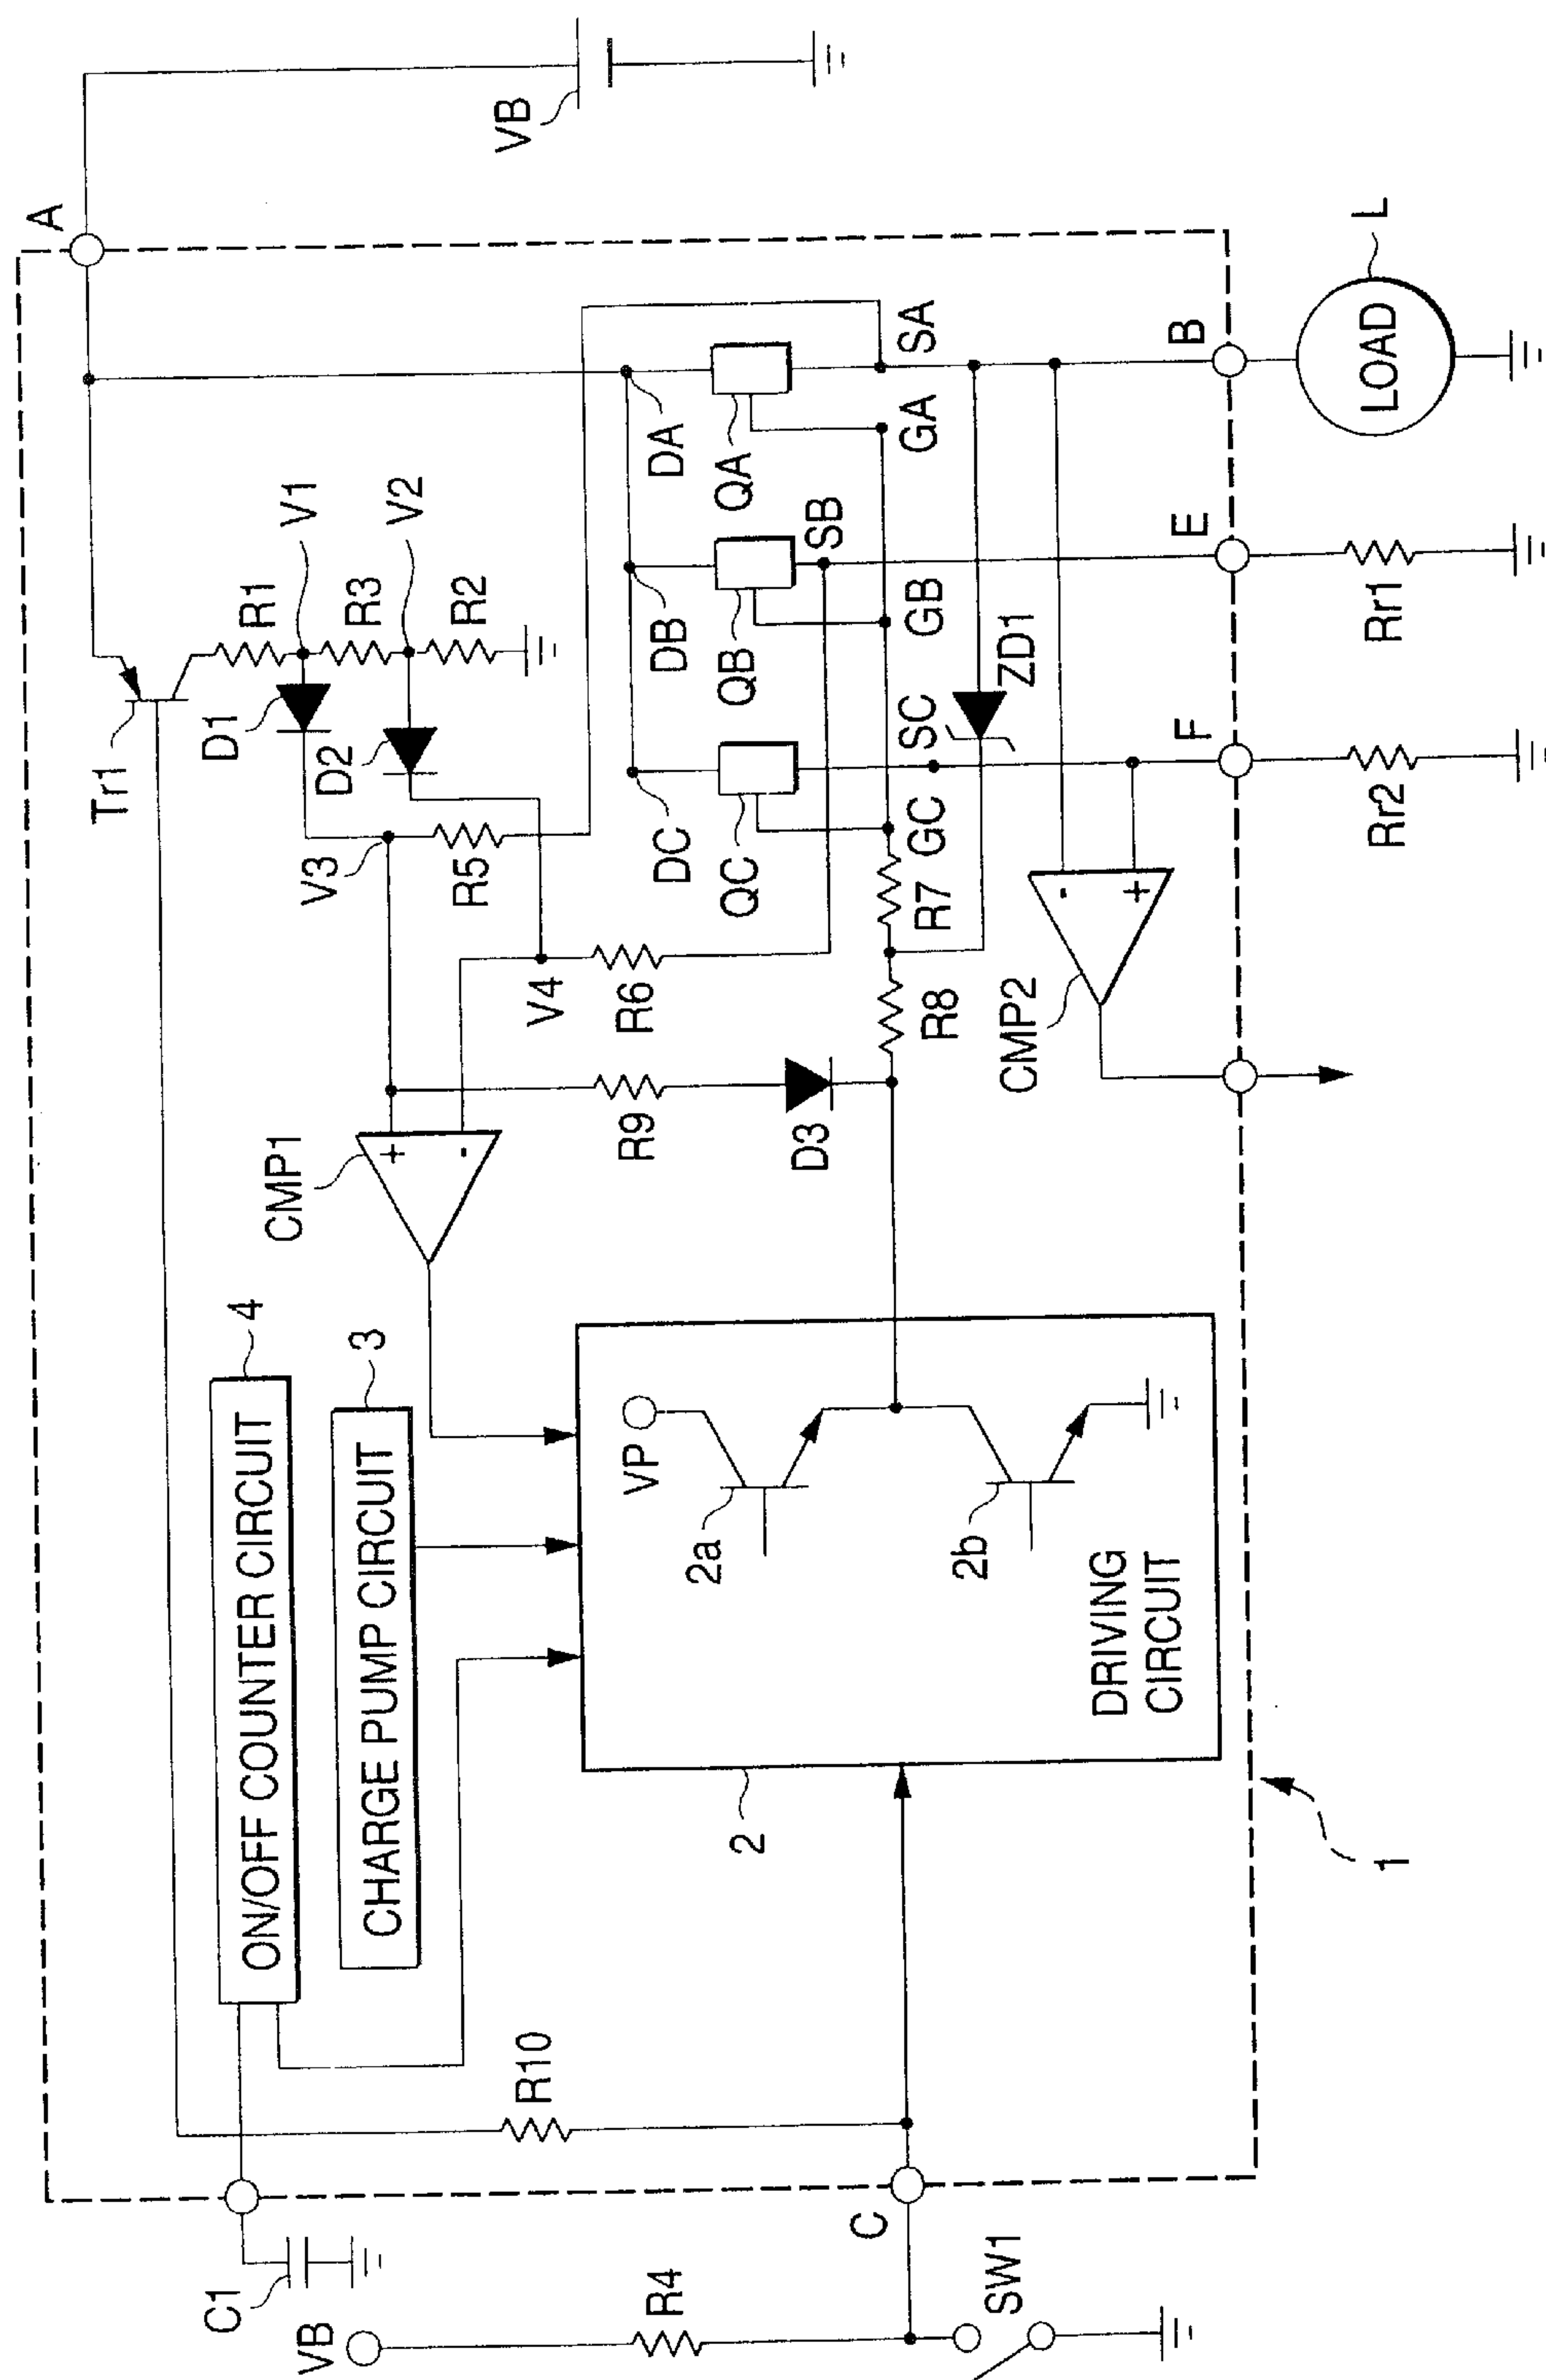 A
VB
Tr1
R1
V1
D1
R3
V2
D2
R2
V3
R5
V4
R6
DA
DB
DC
QA
QB
QC
SA
SB
SC
GA
GB
GC
ZD1
R7
R8
R9
D3
CMP1
+
-
CMP2
-
+
B
E
F
L
LOAD
Rr1
Rr2
4
ON/OFF COUNTER CIRCUIT
3
CHARGE PUMP CIRCUIT
VP
2a
2b
DRIVING
CIRCUIT
2
1
R10
C
C1
VB
R4
SW1